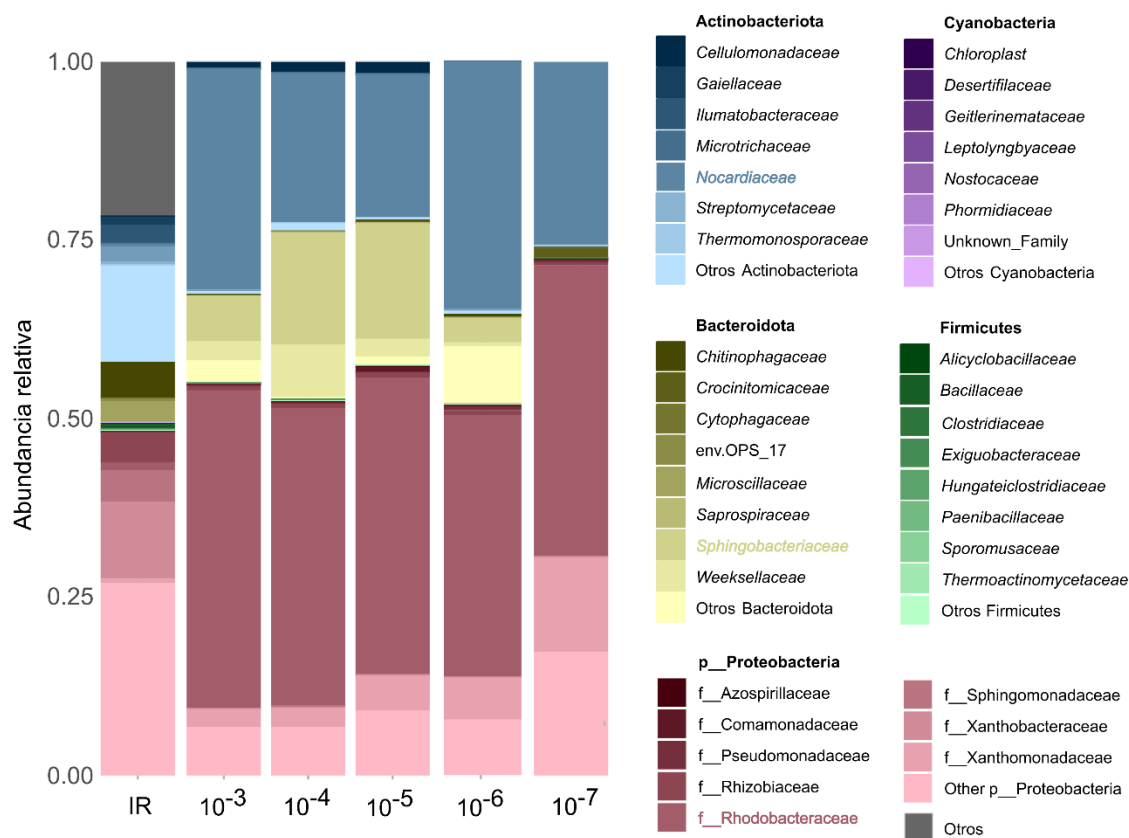 Abundancia relativa
1.00
0.75
0.50
0.25
0.00
IR
10⁻³
10⁻⁴
10⁻⁵
10⁻⁶
10⁻⁷
Actinobacteriota
Cellulomonadaceae
Gaiellaceae
Ilumatobacteraceae
Microtrichaceae
Nocardiaceae
Streptomycetaceae
Thermomonosporaceae
Otros Actinobacteriota
Cyanobacteria
Chloroplast
Desertifilaceae
Geitlerinemataceae
Leptolyngbyaceae
Nostocaceae
Phormidiaceae
Unknown_Family
Otros Cyanobacteria
Bacteroidota
Chitinophagaceae
Crocinitomicaceae
Cytophagaceae
env.OPS_17
Microscillaceae
Saprospiraceae
Sphingobacteriaceae
Weeksellaceae
Otros Bacteroidota
Firmicutes
Alicyclobacillaceae
Bacillaceae
Clostridiaceae
Exiguobacteraceae
Hungateiclostridiaceae
Paenibacillaceae
Sporomusaceae
Thermoactinomycetaceae
Otros Firmicutes
p__Proteobacteria
f__Azospirillaceae
f__Comamonadaceae
f__Pseudomonadaceae
f__Rhizobiaceae
f__Rhodobacteraceae
f__Sphingomonadaceae
f__Xanthobacteraceae
f__Xanthomonadaceae
Other p__Proteobacteria
Otros